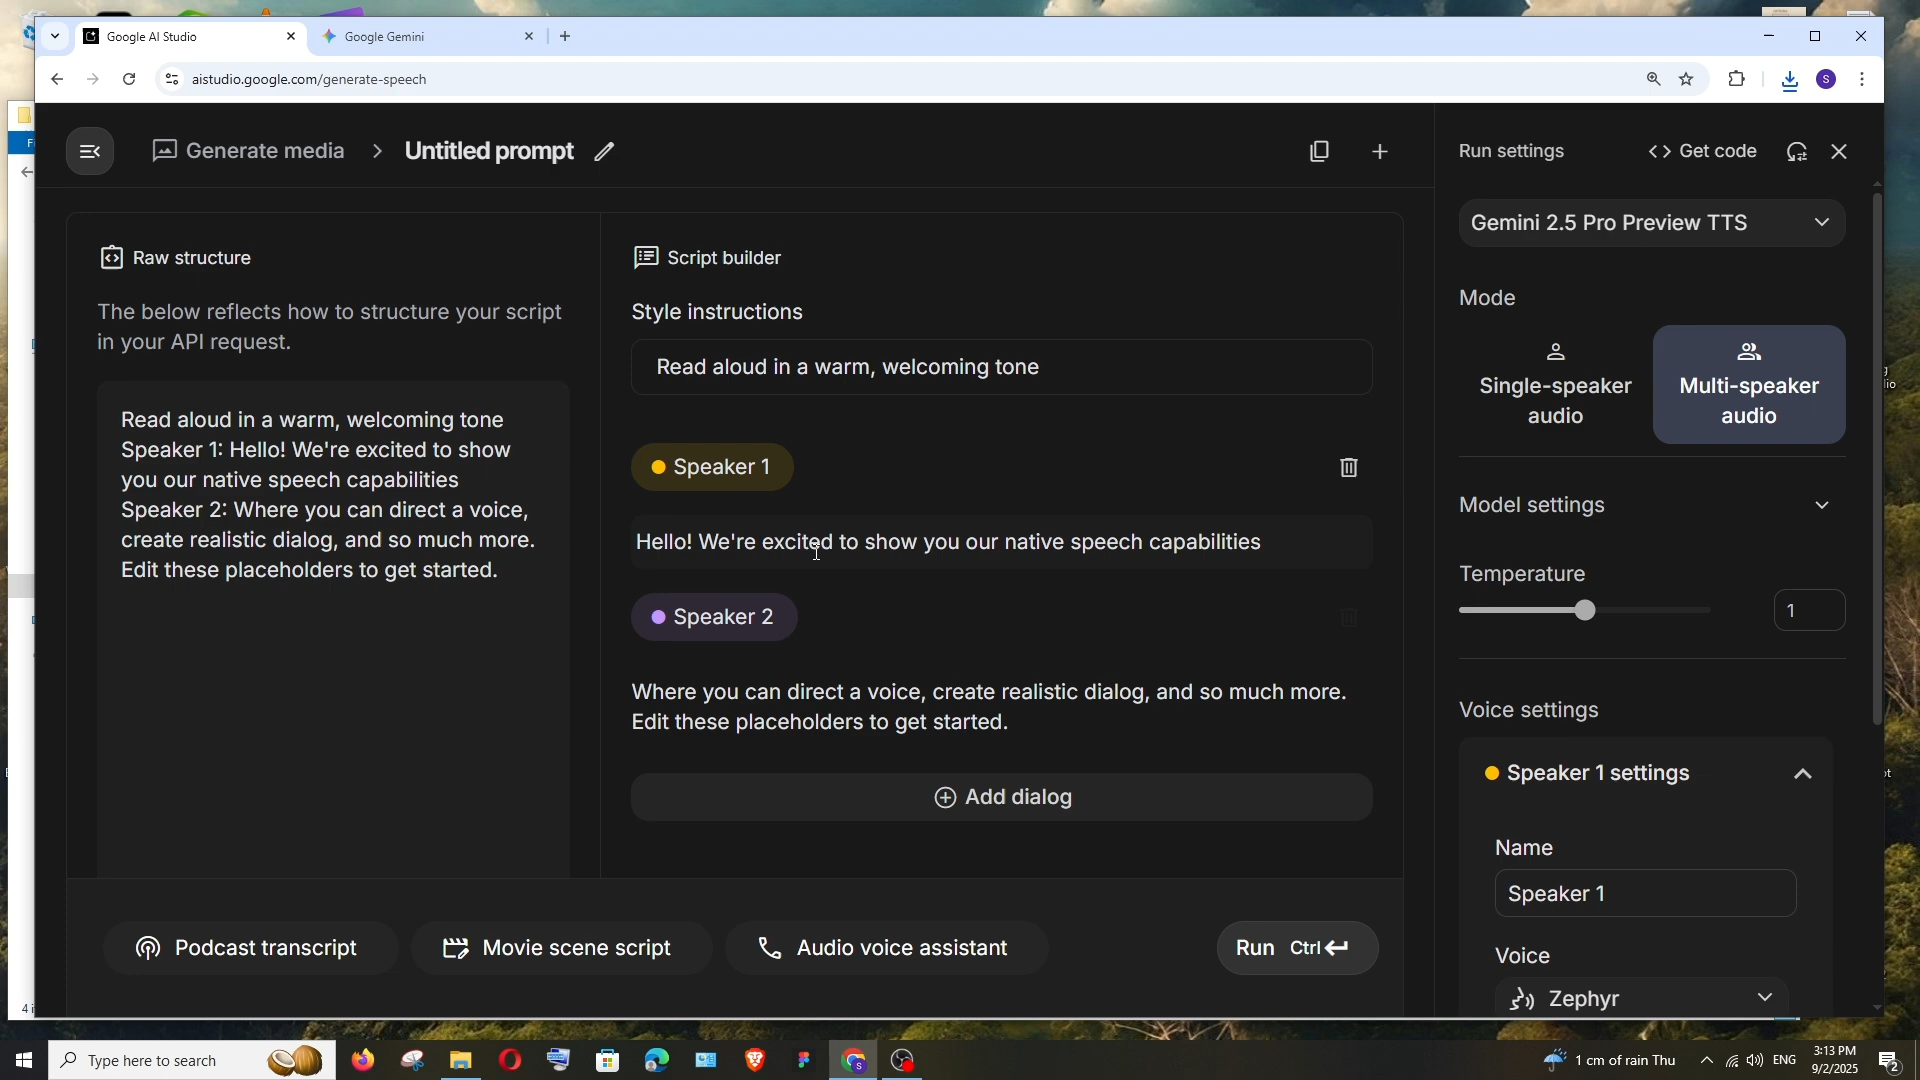 Google AI Studio
Google Gemini
aistudio.google.com/generate-speech
S
Generate media > Untitled prompt
Run settings
<> Get code
Raw structure
The below reflects how to structure your script
in your API request.
Read aloud in a warm, welcoming tone
Speaker 1: Hello! We're excited to show
you our native speech capabilities
Speaker 2: Where you can direct a voice,
create realistic dialog, and so much more.
Edit these placeholders to get started.
Script builder
Style instructions
Read aloud in a warm, welcoming tone
Speaker 1
Hello! We're excited to show you our native speech capabilities
Speaker 2
Where you can direct a voice, create realistic dialog, and so much more.
Edit these placeholders to get started.
Add dialog
Podcast transcript
Movie scene script
Audio voice assistant
Run Ctrl
Gemini 2.5 Pro Preview TTS
Mode
Single-speaker
audio
Multi-speaker
audio
Model settings
Temperature
1
Voice settings
Speaker 1 settings
Name
Speaker 1
Voice
Zephyr
Type here to search
1 cm of rain Thu
ENG
3:13 PM
9/2/2025
2